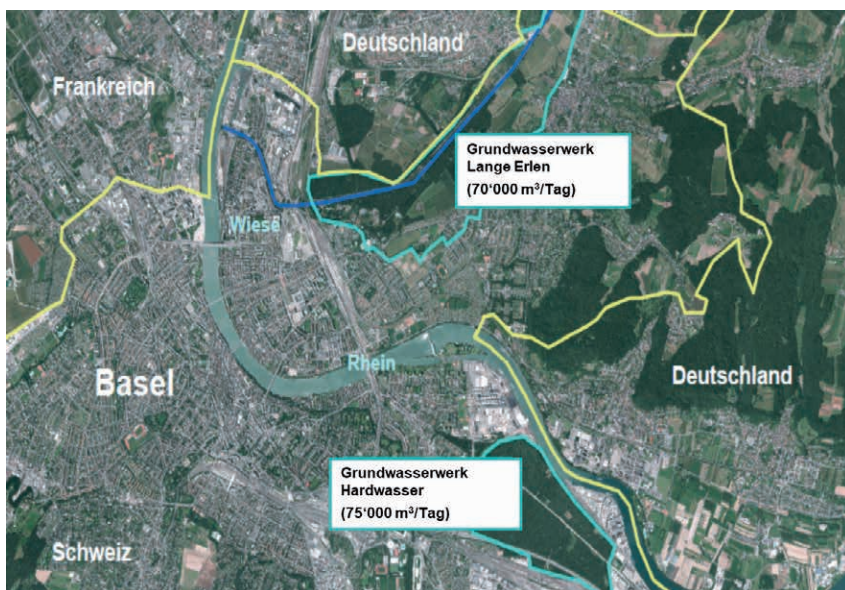 Deutschland
Frankreich
Grundwasserwerk
Lange Erlen
(70‘000 m³/Tag)
Wiese
Rhein
Basel
Deutschland
Grundwasserwerk
Hardwasser
(75‘000 m³/Tag)
Schweiz